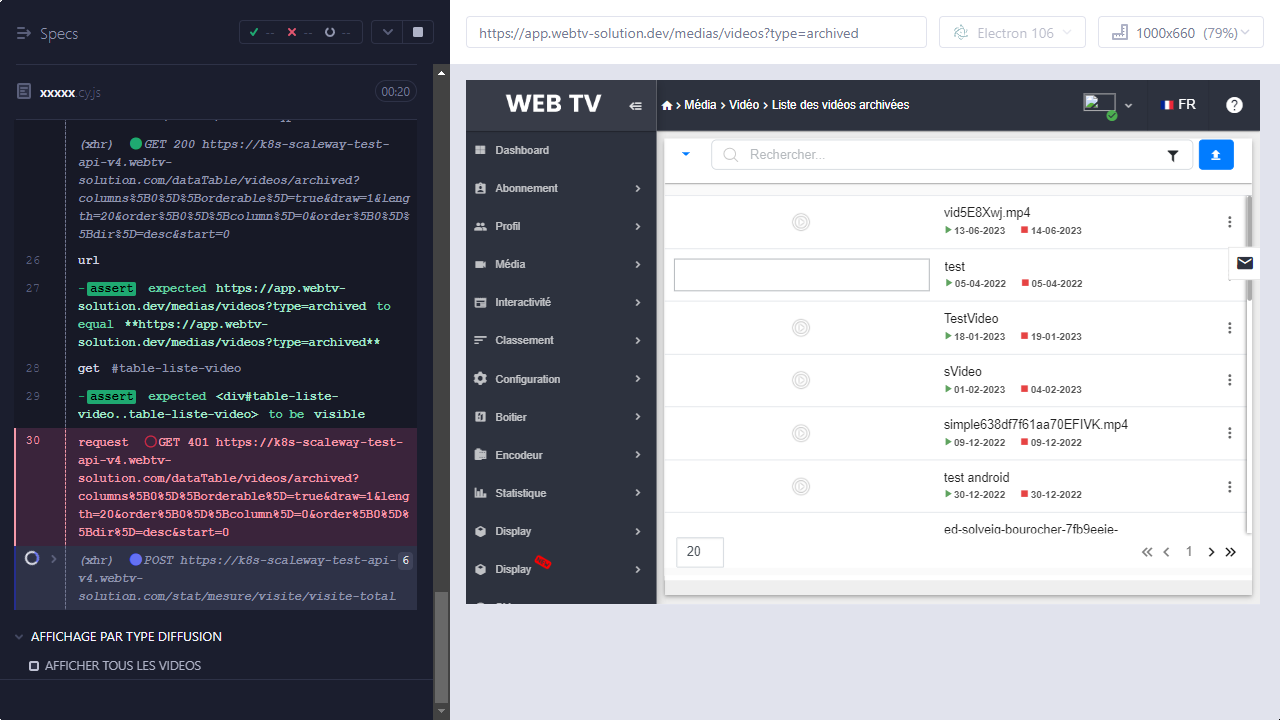 Specs
--
--
--
https://app.webtv-solution.dev/medias/videos?type=archived
Electron 106
1000x660 (79%)
xxxxx.cy.js
00:20
(xhr) GET 200 https://k8s-scaleway-test-
api-v4.webtv-
solution.com/dataTable/videos/archived?
columns%5B0%5D%5Borderable%5D=true&draw=1&leng
th=20&order%5B0%5D%5Bcolumn%5D=0&order%5B0%5D%
5Bdir%5D=desc&start=0
26 url
27 -assert expected https://app.webtv-
solution.dev/medias/videos?type=archived to
equal **https://app.webtv-
solution.dev/medias/videos?type=archived**
28 get #table-liste-video
29 -assert expected <div#table-liste-
video..table-liste-video> to be visible
30 request GET 401 https://k8s-scaleway-test-
api-v4.webtv-
solution.com/dataTable/videos/archived?
columns%5B0%5D%5Borderable%5D=true&draw=1&leng
th=20&order%5B0%5D%5Bcolumn%5D=0&order%5B0%5D%
5Bdir%5D=desc&start=0
(xhr) POST https://k8s-scaleway-test-api- 6
v4.webtv-
solution.com/stat/mesure/visite/visite-total
AFFICHAGE PAR TYPE DIFFUSION
AFFICHER TOUS LES VIDEOS
WEB TV
Média > Vidéo > Liste des vidéos archivées
FR
Dashboard
Abonnement
Profil
Média
Interactivité
Classement
Configuration
Boitier
Encodeur
Statistique
Display
Display
Rechercher...
vid5E8Xwj.mp4
13-06-2023 14-06-2023
test
05-04-2022 05-04-2022
TestVideo
18-01-2023 19-01-2023
sVideo
01-02-2023 04-02-2023
simple638df7f61aa70EFIVK.mp4
09-12-2022 09-12-2022
test android
30-12-2022 30-12-2022
ed-solveig-bourocher-7fb9eeie-
20
1